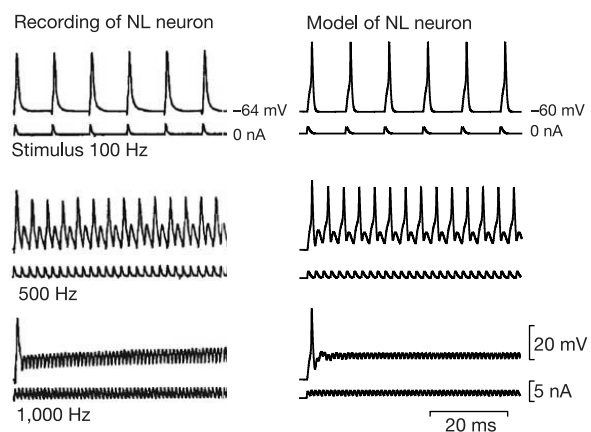 Recording of NL neuron
Model of NL neuron
−64 mV
−60 mV
0 nA
0 nA
Stimulus 100 Hz
500 Hz
20 mV
5 nA
1,000 Hz
20 ms